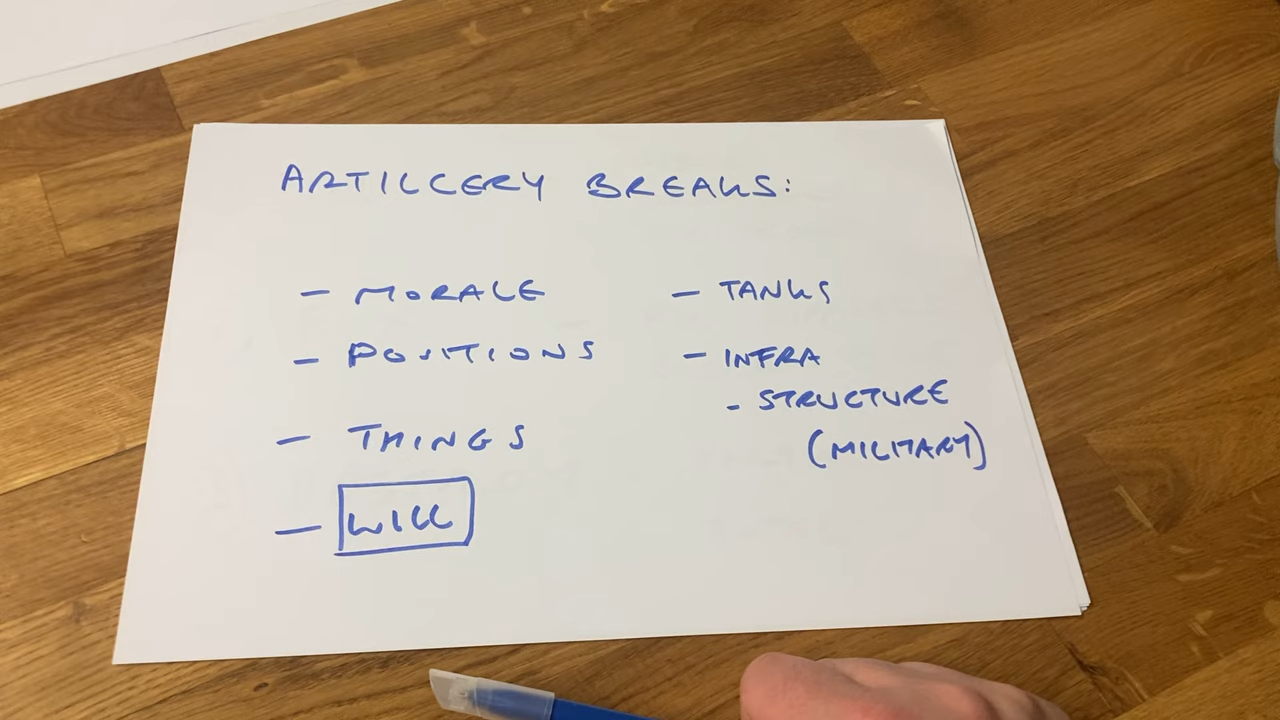 ARTILLERY BREAKS:
- MORALE
- POSITIONS
- THINGS
- WILL
- TANKS
- INFRA
- STRUCTURE
(MILITARY)